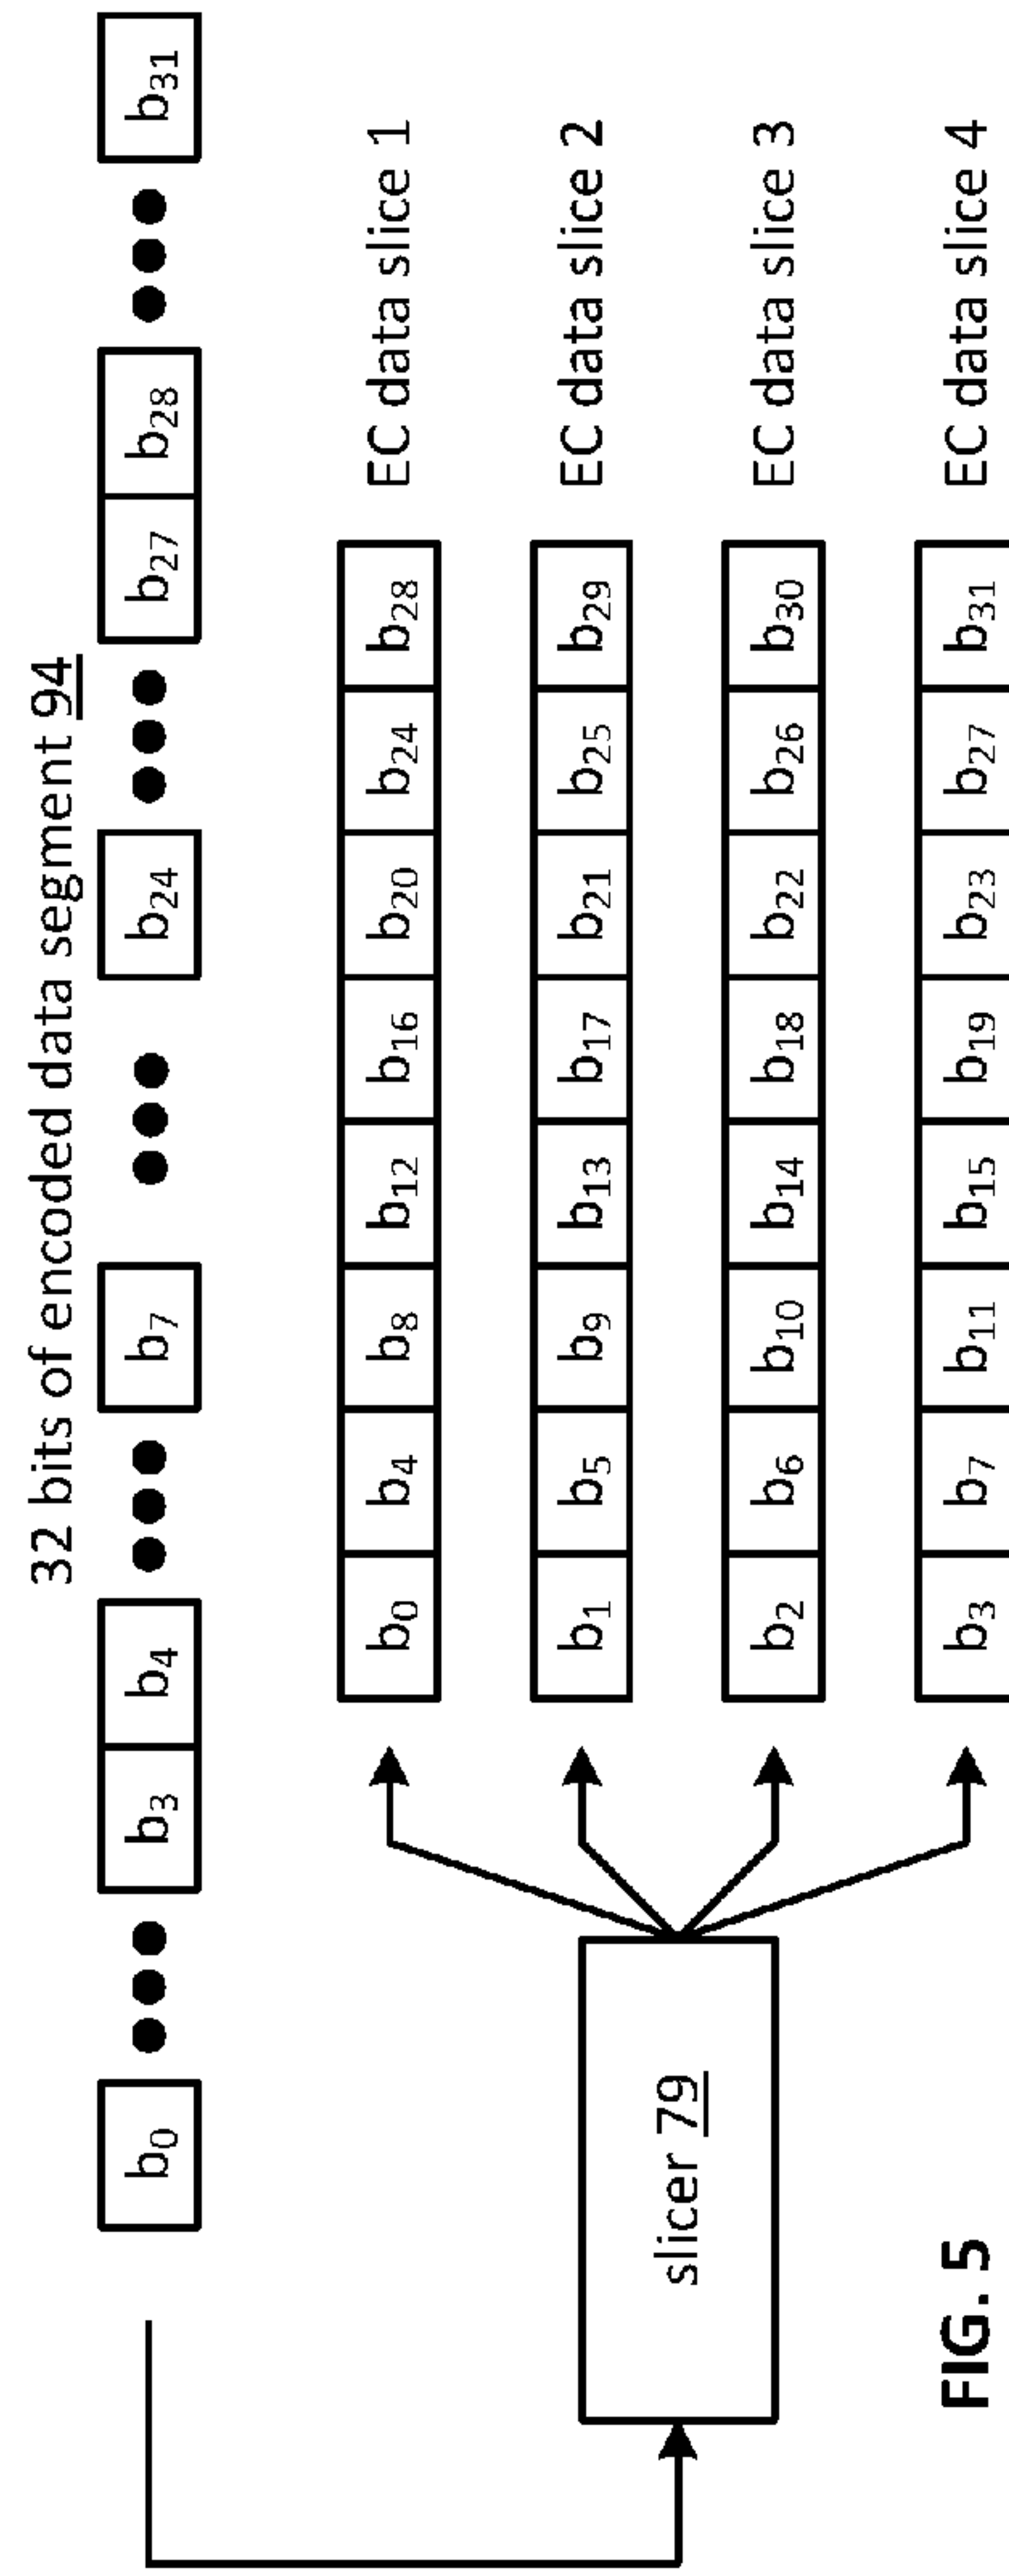 32 bits of encoded data segment 94
b0 b3 b4 b7 b24 b27 b28 b31
b0 b4 b8 b12 b16 b20 b24 b28 EC data slice 1
b1 b5 b9 b13 b17 b21 b25 b29 EC data slice 2
slicer 79
b2 b6 b10 b14 b18 b22 b26 b30 EC data slice 3
b3 b7 b11 b15 b19 b23 b27 b31 EC data slice 4
FIG. 5